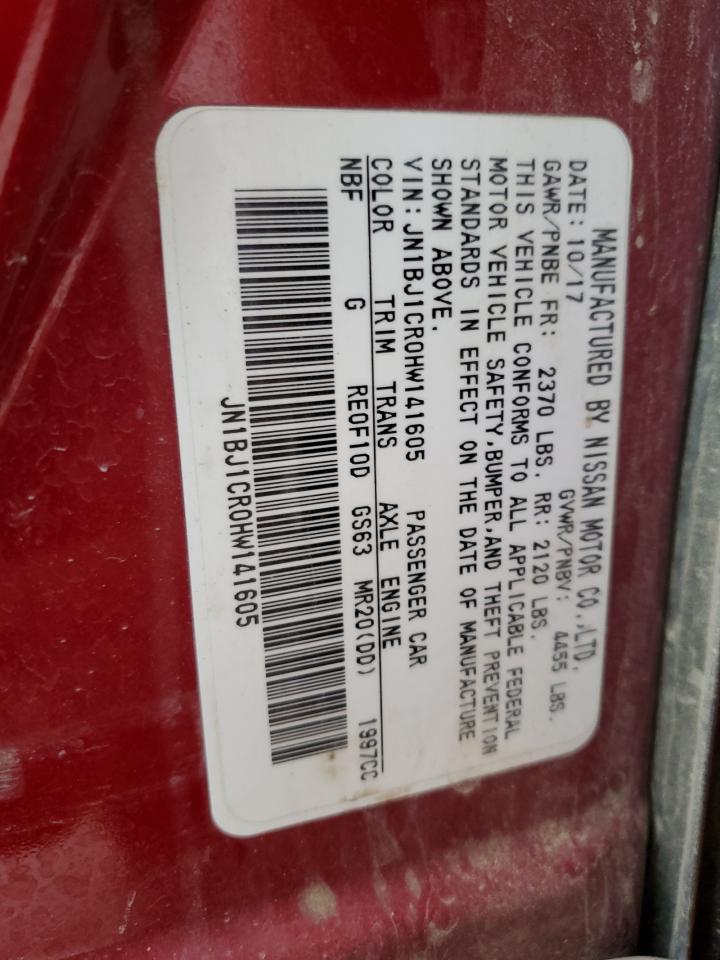 MANUFACTURED BY NISSAN MOTOR CO.,LTD.
DATE: 10/17 GVWR/PNBV: 4455 LBS.
GAWR/PNBE FR: 2370 LBS. RR: 2120 LBS.
THIS VEHICLE CONFORMS TO ALL APPLICABLE FEDERAL
MOTOR VEHICLE SAFETY,BUMPER,AND THEFT PREVENTION
STANDARDS IN EFFECT ON THE DATE OF MANUFACTURE
SHOWN ABOVE.
VIN: JN1BJ1CR0HW141605 PASSENGER CAR
COLOR TRIM TRANS AXLE ENGINE
NBF G RE0F10D GS63 MR20(DD) 1997CC
JN1BJ1CR0HW141605